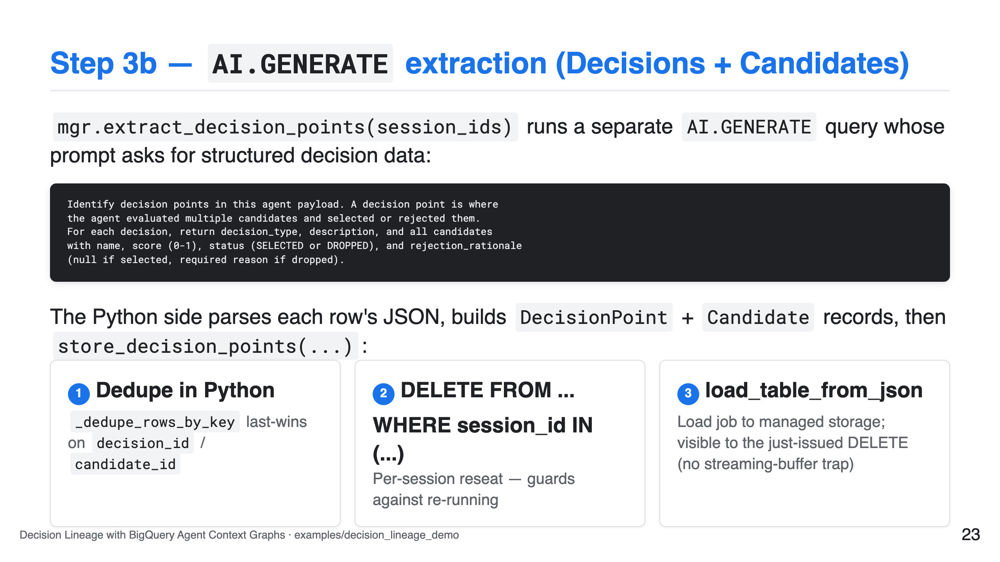 Step 3b — AI.GENERATE extraction (Decisions + Candidates)
mgr.extract_decision_points(session_ids) runs a separate AI.GENERATE query whose
prompt asks for structured decision data:
Identify decision points in this agent payload. A decision point is where
the agent evaluated multiple candidates and selected or rejected them.
For each decision, return decision_type, description, and all candidates
with name, score (0-1), status (SELECTED or DROPPED), and rejection_rationale
(null if selected, required reason if dropped).
The Python side parses each row's JSON, builds DecisionPoint + Candidate records, then
store_decision_points(...) :
1 Dedupe in Python
_dedupe_rows_by_key last-wins
on decision_id /
candidate_id
2 DELETE FROM ...
WHERE session_id IN
(...)
Per-session reseat — guards
against re-running
3 load_table_from_json
Load job to managed storage;
visible to the just-issued DELETE
(no streaming-buffer trap)
Decision Lineage with BigQuery Agent Context Graphs · examples/decision_lineage_demo
23